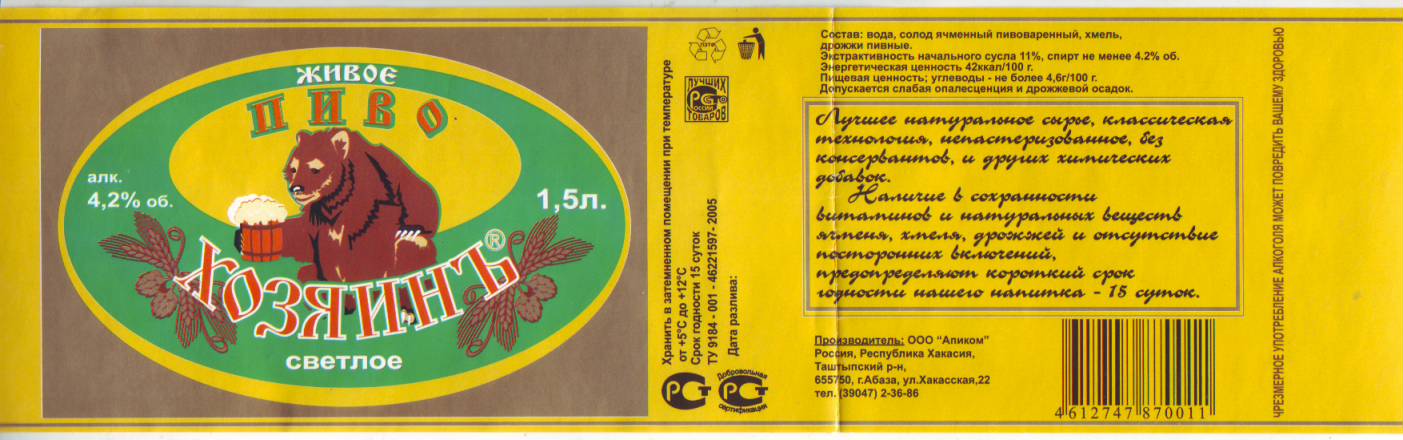 живое
пиво
алк.
4,2% об.
1,5л.
Хозяинъ®
светлое
Хранить в затемненном помещении при температуре
от +5°С до +12°С
Срок годности 15 суток
ТУ 9184 - 001 - 46221597- 2005
Дата разлива:
ЛУЧШИХ
РОССИИ
ТОВАРОВ
РСТ
Добровольная
РСТ
сертификация
Состав: вода, солод ячменный пивоваренный, хмель,
дрожжи пивные.
Экстрактивность начального сусла 11%, спирт не менее 4.2% об.
Энергетическая ценность 42ккал/100 г.
Пищевая ценность; углеводы - не более 4,6г/100 г.
Допускается слабая опалесценция и дрожжевой осадок.
Лучшее натуральное сырье, классическая
технология, непастеризованное, без
консервантов, и других химических
добавок.
Наличие в сохранности
витаминов и натуральных веществ
ячменя, хмеля, дрожжей и отсутствие
посторонних включений,
предопределяют короткий срок
годности нашего напитка - 15 суток.
Производитель: ООО "Апиком"
Россия, Республика Хакасия,
Таштыпский р-н,
655750, г.Абаза, ул.Хакасская,22
тел. (39047) 2-36-86
4 612747 870011
ЧРЕЗМЕРНОЕ УПОТРЕБЛЕНИЕ АЛКОГОЛЯ МОЖЕТ ПОВРЕДИТЬ ВАШЕМУ ЗДОРОВЬЮ